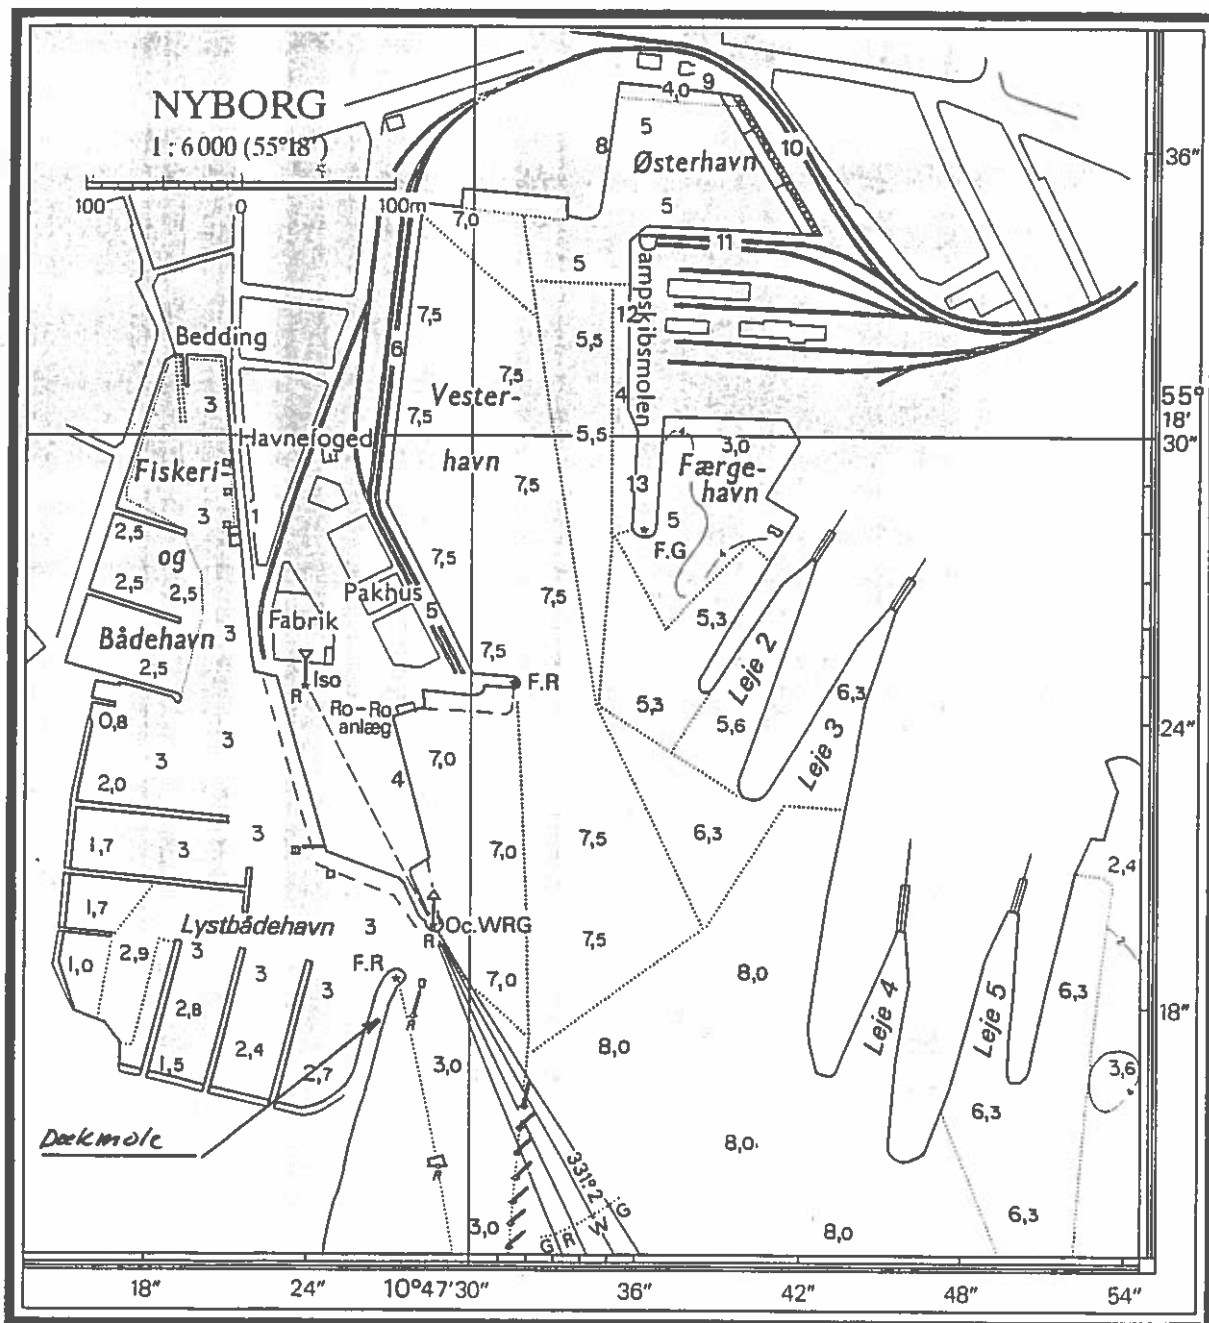 NYBORG
1 : 6 000 (55°18')
100 0 100m
9
4,0
8
5
Østerhavn
10
36"
5
7,0
11
5
Dampskibsmolen
7,5
12
5,5
Bedding
6
7,5
3
Vester-
4
55°
18'
7,5
Havnefoged
5,5
3,0
30"
Fiskeri-
havn
Færge-
havn
7,5
13
3
1
5
2,5
F.G
og
7,5
2,5
2,5
Pakhus
7,5
5
Fabrik
5,3
3
Bådehavn
7,5
2,5
Iso
R
F.R
Leje 2
6,3
Ro-Ro
anlæg
5,3
5,6
0,8
3
Leje 3
24"
3
7,0
4
2,0
3
6,3
1,7
3
7,0
7,5
2,4
1,7
Lystbådehavn
3
Oc.WRG
R
7,5
2,9
3
1,0
F.R
3
3
7,0
8,0
6,3
2,8
R
Leje 4
Leje 5
18"
2,4
8,0
1,5
2,7
3,0
3,6
6,3
Dækmole
8,0
R
331°2
3,0
G
R
W
G
6,3
8,0
18" 24" 10°47'30" 36" 42" 48" 54"